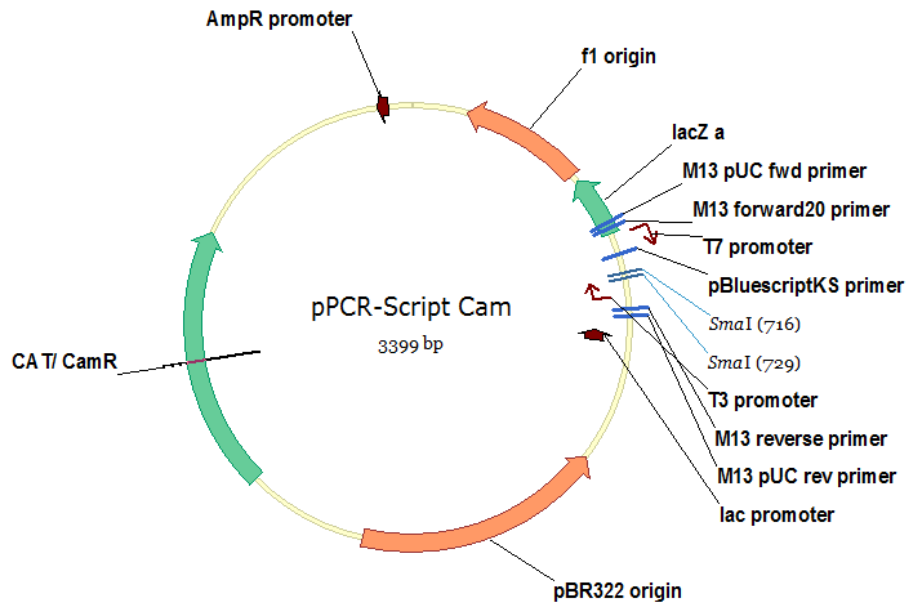 AmpR promoter
f1 origin
lacZ a
M13 pUC fwd primer
M13 forward20 primer
T7 promoter
pBluescriptKS primer
SmaI (716)
SmaI (729)
T3 promoter
M13 reverse primer
M13 pUC rev primer
lac promoter
pBR322 origin
CAT/ CamR
pPCR-Script Cam
3399 bp